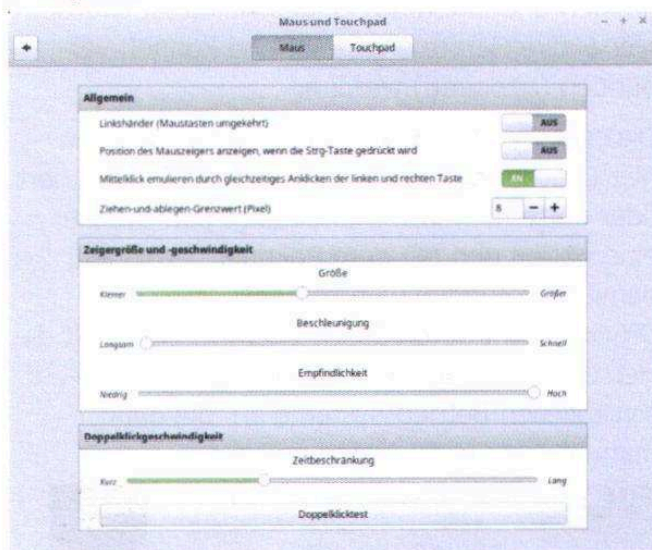 Maus und Touchpad
Maus Touchpad
Allgemein
Linkshänder (Maustasten umgekehrt) AUS
Position des Mauszeigers anzeigen, wenn die Strg-Taste gedrückt wird AUS
Mittelklick emulieren durch gleichzeitiges Anklicken der linken und rechten Taste AN
Ziehen-und-ablegen-Grenzwert (Pixel) 8 − +
Zeigergröße und -geschwindigkeit
Größe
Kleiner Größer
Beschleunigung
Langsam Schnell
Empfindlichkeit
Niedrig Hoch
Doppelklickgeschwindigkeit
Zeitbeschränkung
Kurz Lang
Doppelklicktest